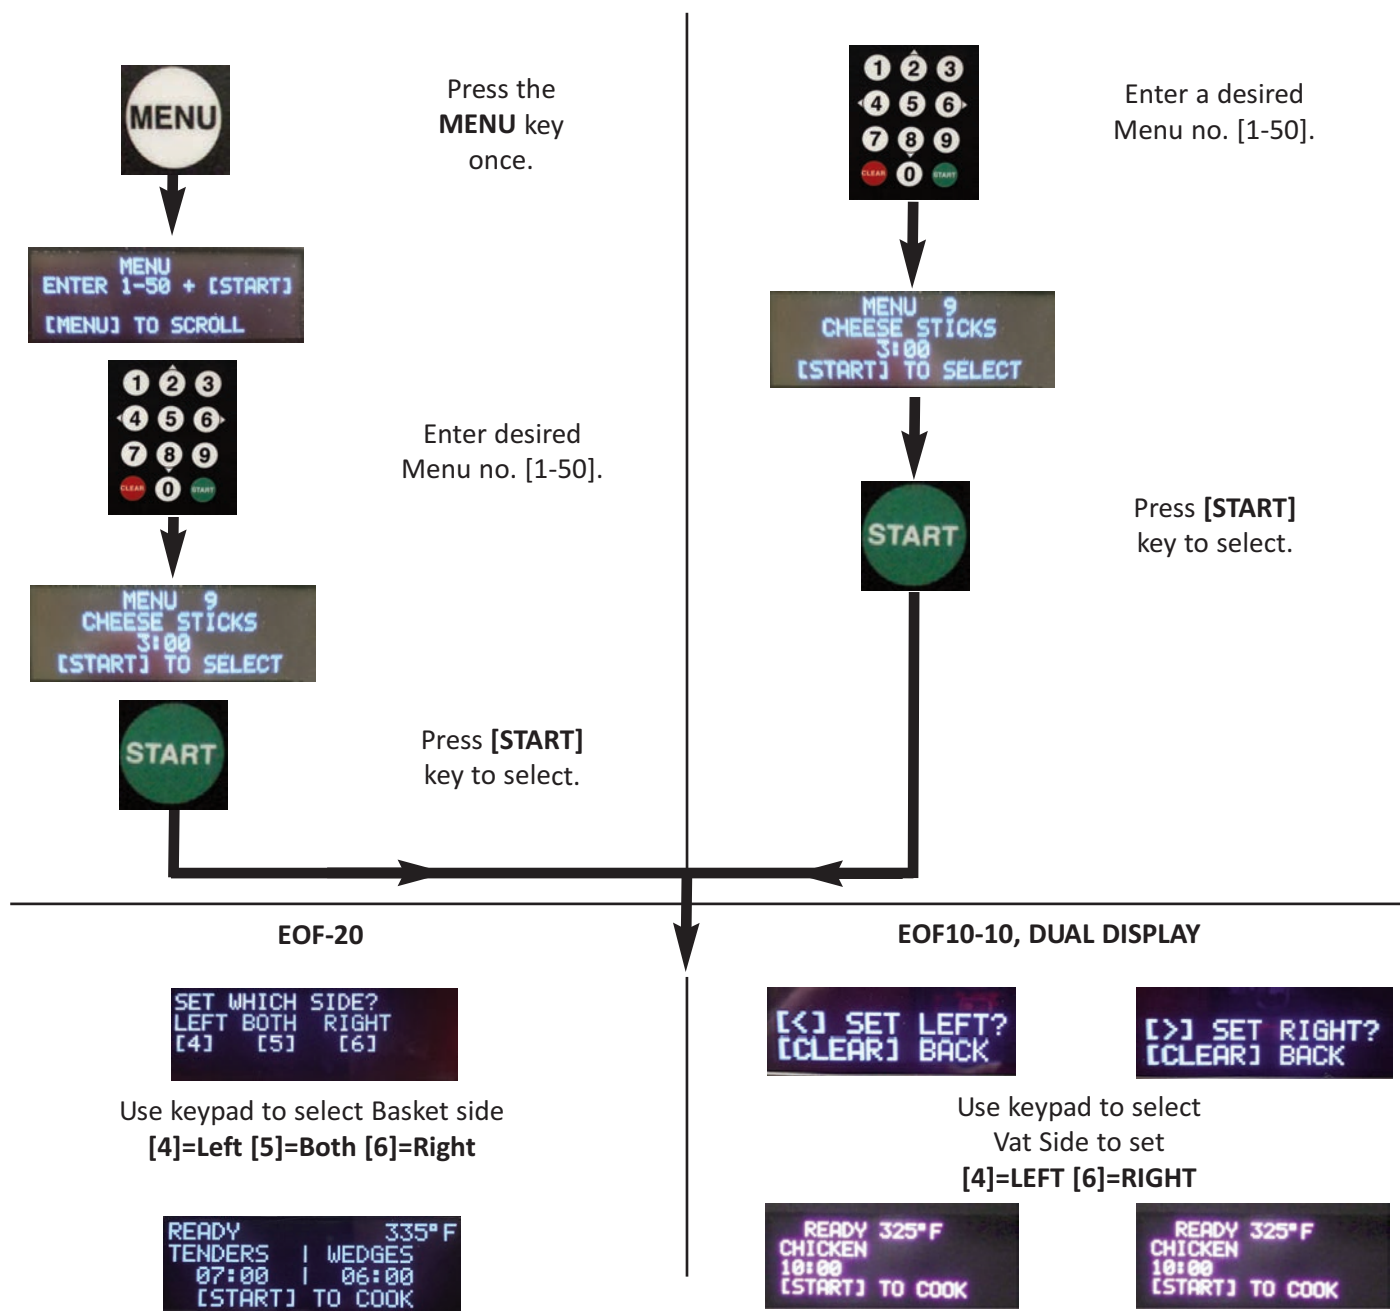 MENU
Press the
MENU key
once.
MENU
ENTER 1-50 + [START]
[MENU] TO SCROLL
1 2 3
4 5 6
7 8 9
CLEAR 0 START
Enter desired
Menu no. [1-50].
MENU 9
CHEESE STICKS
3:00
[START] TO SELECT
START
Press [START]
key to select.
1 2 3
4 5 6
7 8 9
CLEAR 0 START
Enter a desired
Menu no. [1-50].
MENU 9
CHEESE STICKS
3:00
[START] TO SELECT
START
Press [START]
key to select.
EOF-20
SET WHICH SIDE?
LEFT BOTH RIGHT
[4] [5] [6]
Use keypad to select Basket side
[4]=Left [5]=Both [6]=Right
READY 335°F
TENDERS | WEDGES
07:00 | 06:00
[START] TO COOK
EOF10-10, DUAL DISPLAY
[<] SET LEFT?
[CLEAR] BACK
[>] SET RIGHT?
[CLEAR] BACK
Use keypad to select
Vat Side to set
[4]=LEFT [6]=RIGHT
READY 325°F
CHICKEN
10:00
[START] TO COOK
READY 325°F
CHICKEN
10:00
[START] TO COOK